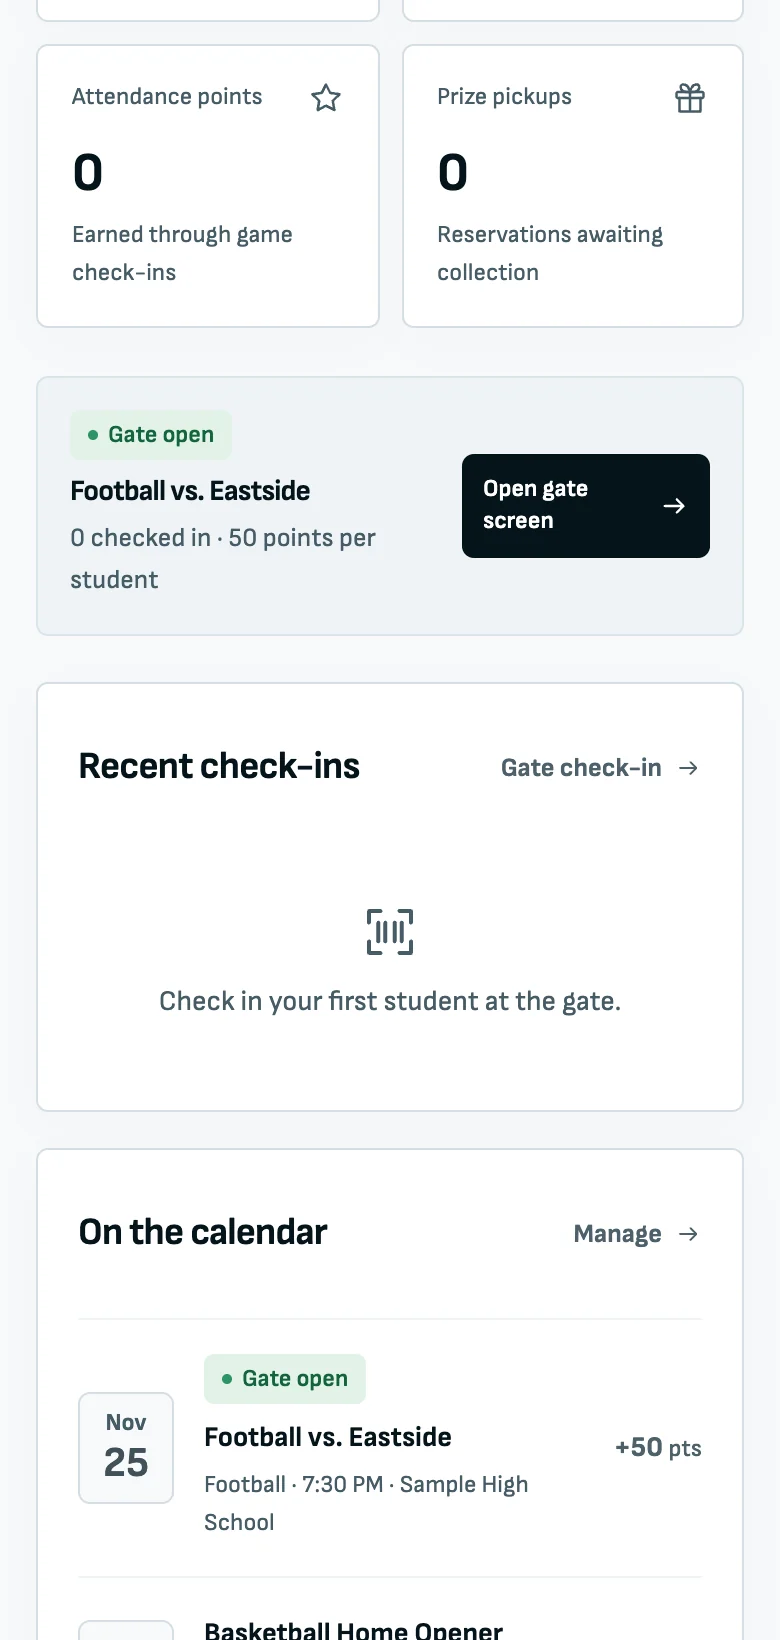 Attendance points
0
Earned through game
check-ins
Prize pickups
0
Reservations awaiting
collection
Gate open
Football vs. Eastside
0 checked in · 50 points per
student
Open gate
screen
Recent check-ins
Gate check-in
Check in your first student at the gate.
On the calendar
Manage
Nov
25
Gate open
Football vs. Eastside
Football · 7:30 PM · Sample High
School
+50 pts
Basketball Home Opener